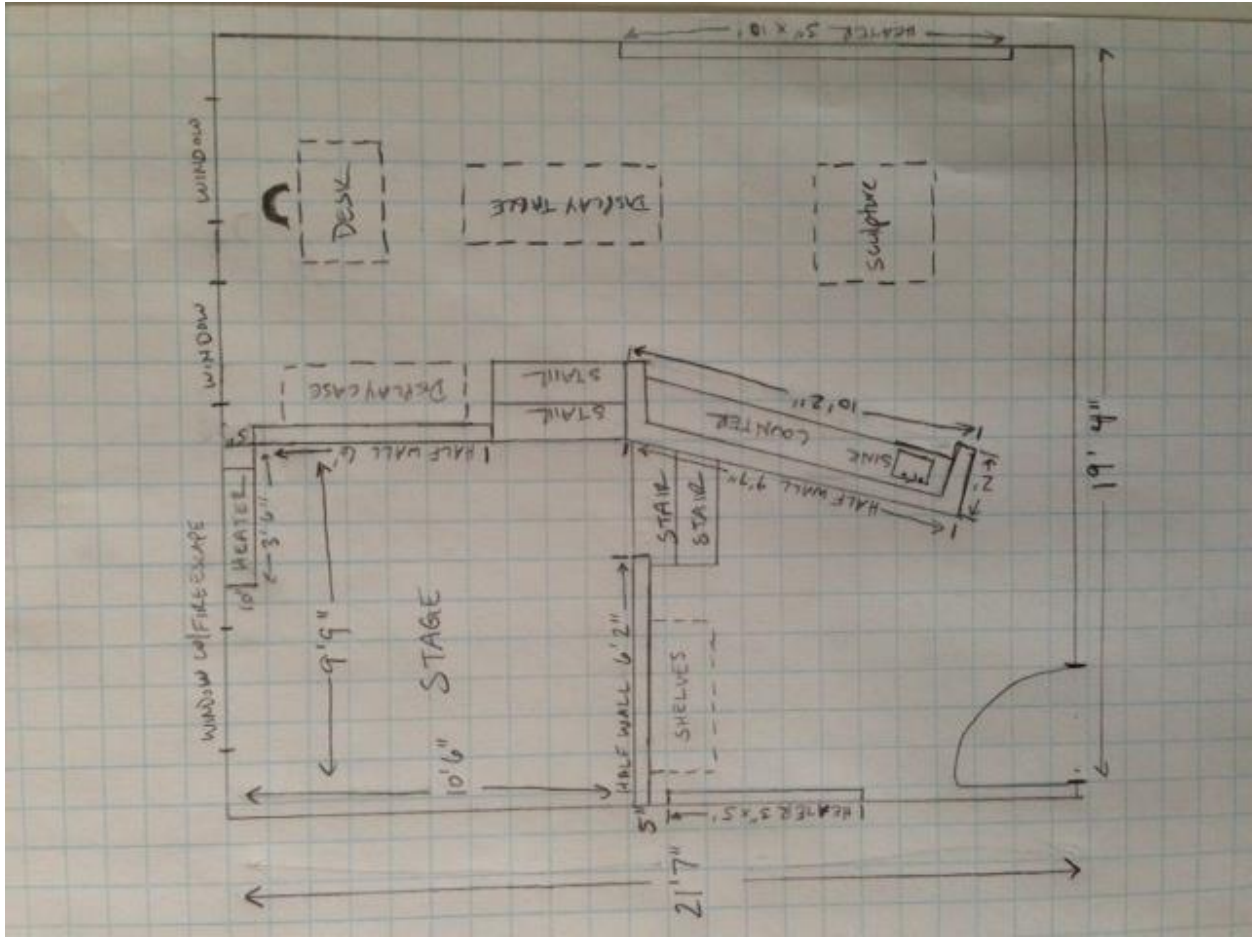 HEATER 5" x 10'
WINDOW
DESK
DISPLAY TABLE
Sculpture
WINDOW
DISPLAY CASE
STAIR
STAIR
COUNTER
SINK
10'2"
2'
HALF WALL 9'7"
19'4"
5"
HALF WALL 6'
HEATER
10"
3'6"
WINDOW W/FIRE ESCAPE
9'9"
STAGE
10'6"
STAIR
STAIR
HALF WALL 6'2"
SHELVES
5"
HEATER 3" x 5'
21'7"